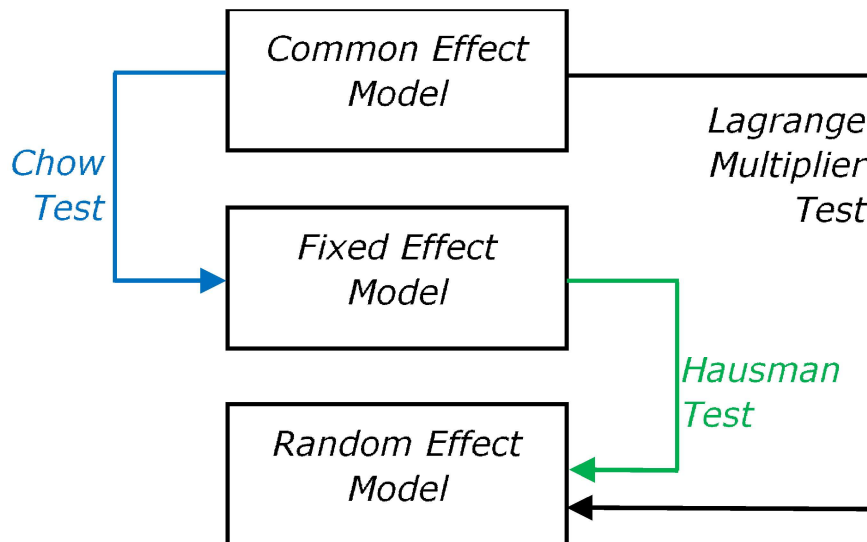 Common Effect
Model
Chow
Test
Lagrange
Multiplier
Test
Fixed Effect
Model
Hausman
Test
Random Effect
Model